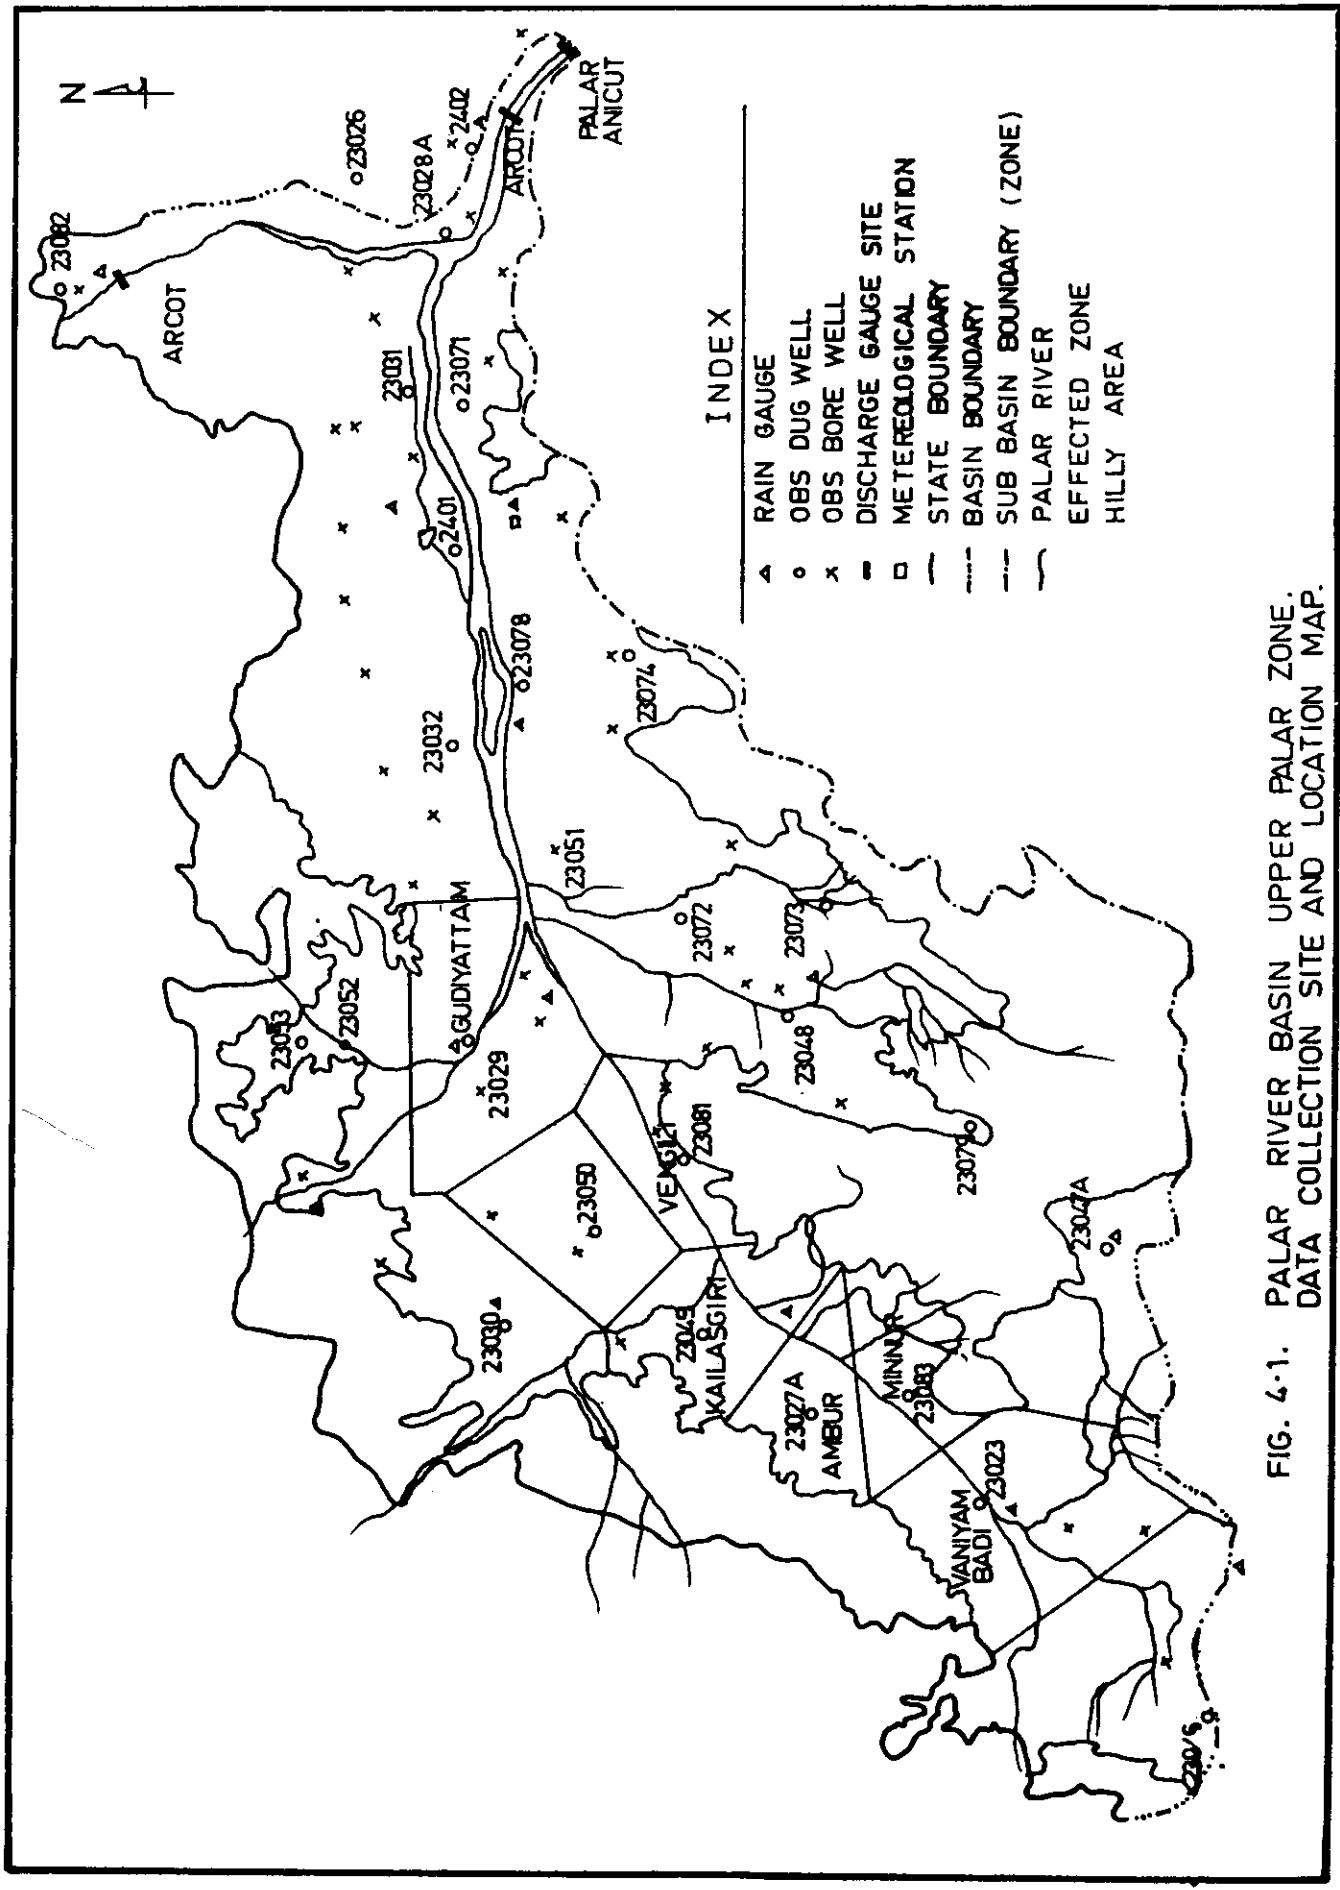 N
23082
ARCOT
23026
23028A
2402
ARCOT
PALAR
ANICUT
23031
23071
2401
23078
23032
23074
23051
GUDIYATTAM
23072
23073
23052
23029
23048
23081
23050
23079
23047A
23030
KAILASGIRI
23027A
AMBUR
MINNUR
23083
VANIYAM
BADI
23023
INDEX
RAIN GAUGE
OBS DUG WELL
OBS BORE WELL
DISCHARGE GAUGE SITE
METEREOLOGICAL STATION
STATE BOUNDARY
BASIN BOUNDARY
SUB BASIN BOUNDARY (ZONE)
PALAR RIVER
EFFECTED ZONE
HILLY AREA
FIG. 4·1. PALAR RIVER BASIN UPPER PALAR ZONE.
DATA COLLECTION SITE AND LOCATION MAP.